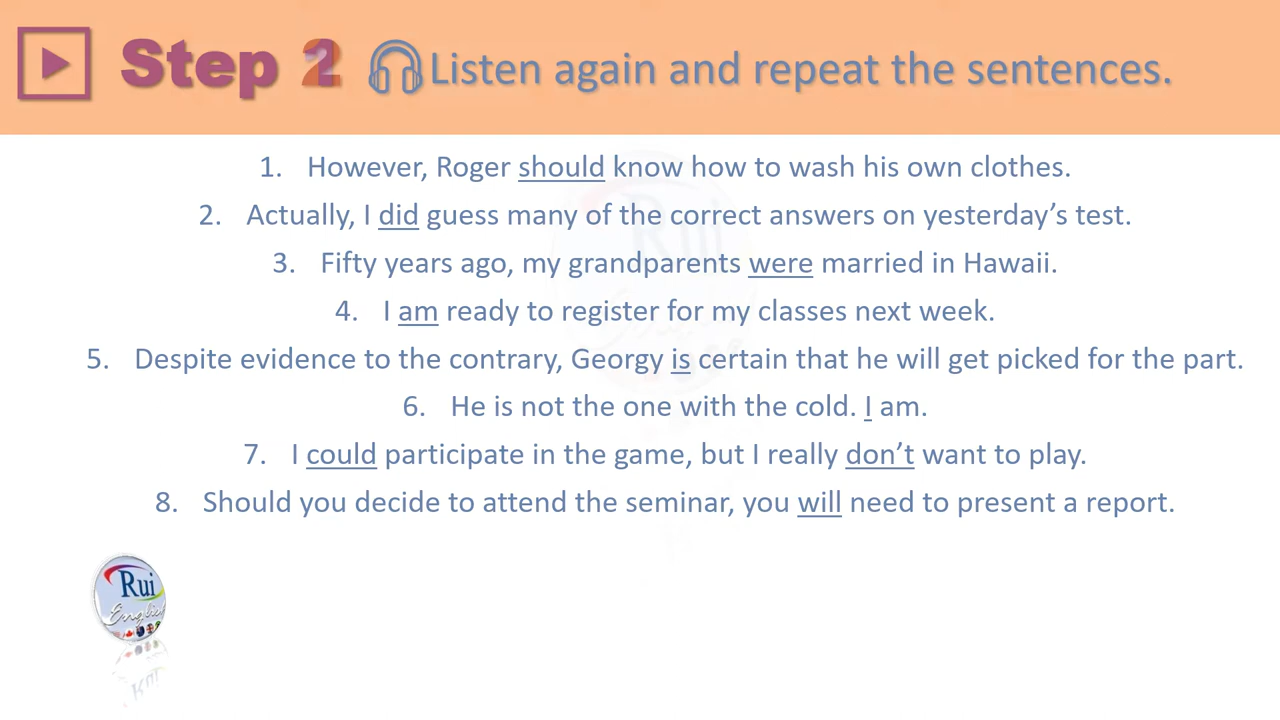 Step 2 Listen again and repeat the sentences.
1. However, Roger should know how to wash his own clothes.
2. Actually, I did guess many of the correct answers on yesterday’s test.
3. Fifty years ago, my grandparents were married in Hawaii.
4. I am ready to register for my classes next week.
5. Despite evidence to the contrary, Georgy is certain that he will get picked for the part.
6. He is not the one with the cold. I am.
7. I could participate in the game, but I really don’t want to play.
8. Should you decide to attend the seminar, you will need to present a report.
Rui
English